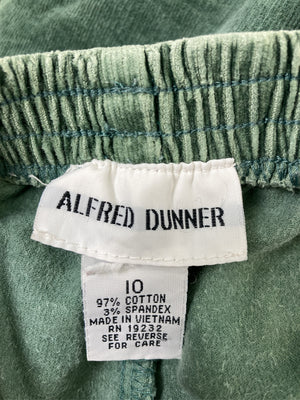 ALFRED DUNNER
10
97% COTTON
3% SPANDEX
MADE IN VIETNAM
RN 19232
SEE REVERSE
FOR CARE